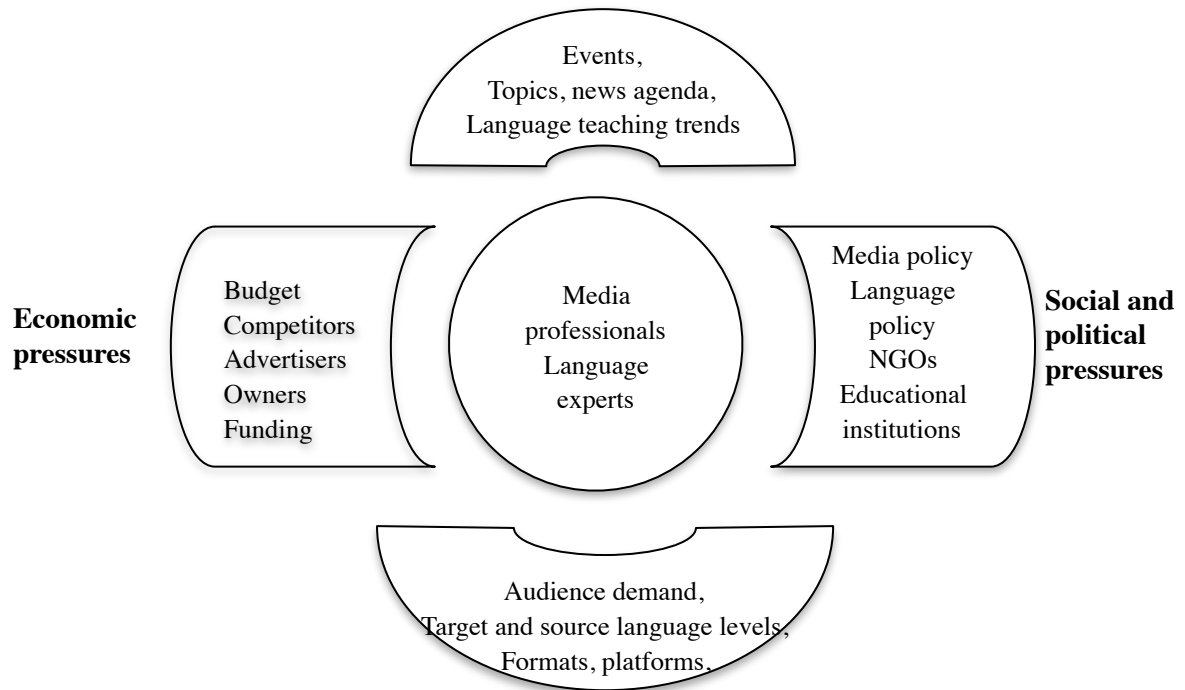 Events,
Topics, news agenda,
Language teaching trends
Economic
pressures
Budget
Competitors
Advertisers
Owners
Funding
Media
professionals
Language
experts
Media policy
Language
policy
NGOs
Educational
institutions
Social and
political
pressures
Audience demand,
Target and source language levels,
Formats, platforms,